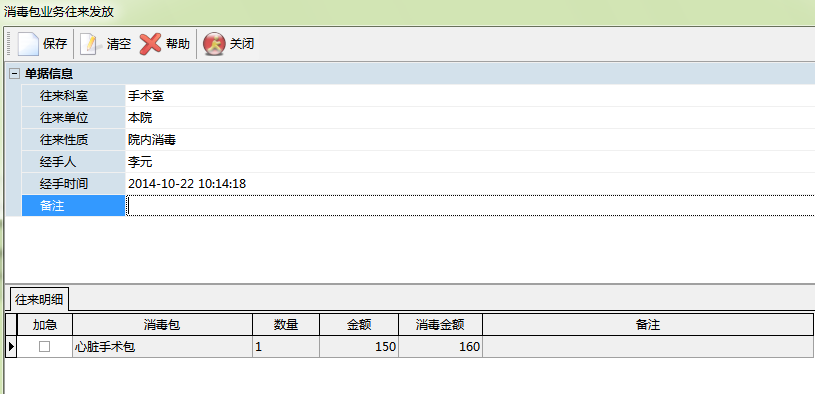 消毒包业务往来发放
保存 清空 帮助 关闭
单据信息
往来科室 手术室
往来单位 本院
往来性质 院内消毒
经手人 李元
经手时间 2014-10-22 10:14:18
备注
往来明细
加急 消毒包 数量 金额 消毒金额 备注
心脏手术包 1 150 160